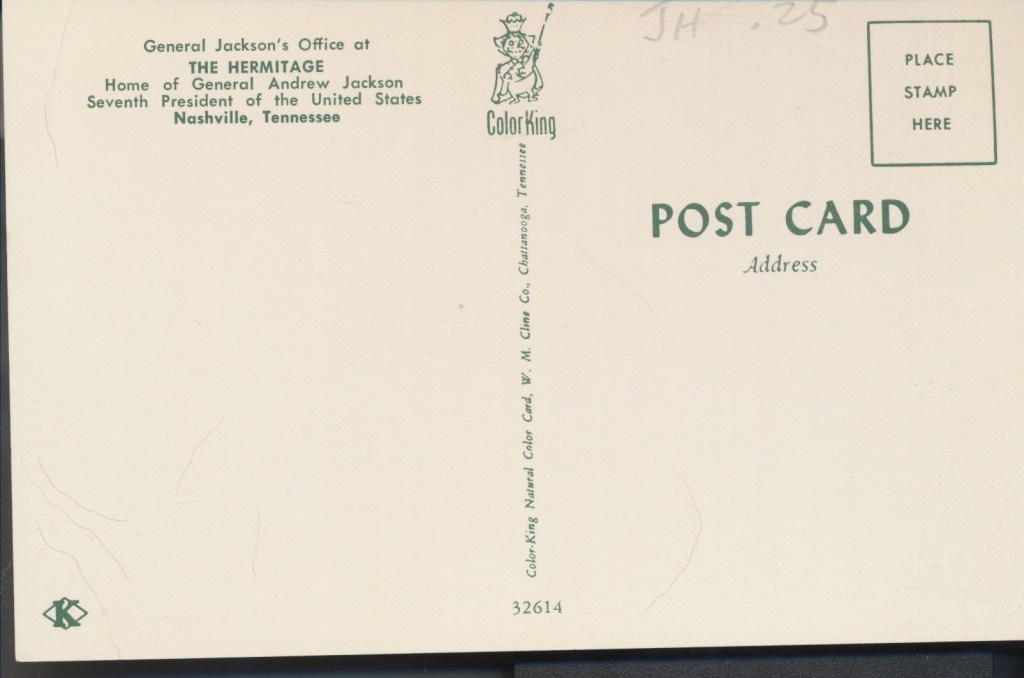 General Jackson's Office at
THE HERMITAGE
Home of General Andrew Jackson
Seventh President of the United States
Nashville, Tennessee
ColorKing
Color-King Natural Color Card, W. M. Cline Co., Chattanooga, Tennessee
32614
K
JH .25
PLACE
STAMP
HERE
POST CARD
Address